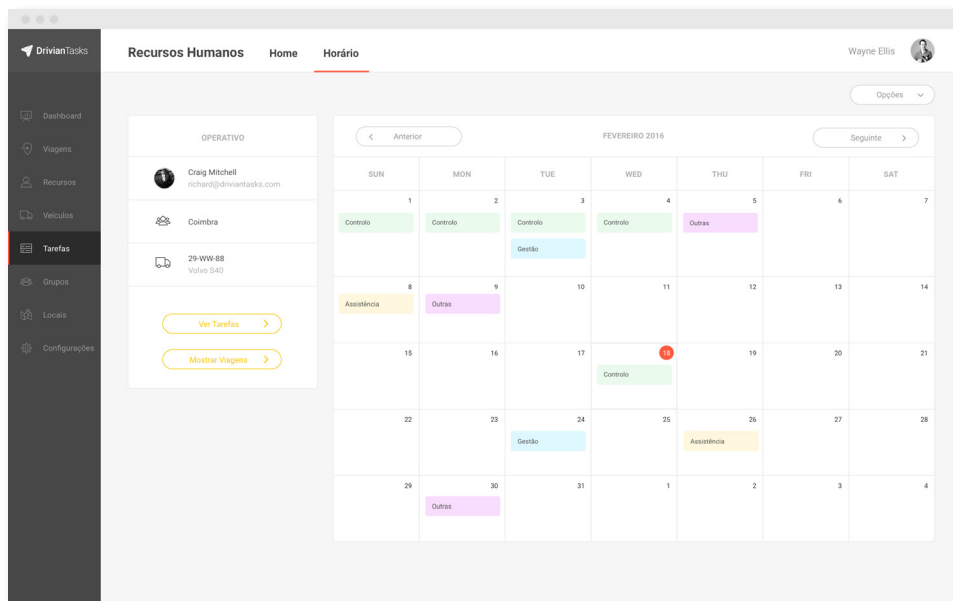 DrivianTasks
Recursos Humanos Home Horário
Wayne Ellis
Dashboard
Viagens
Recursos
Veículos
Tarefas
Grupos
Locais
Configurações
Opções
OPERATIVO
Craig Mitchell
richard@driviantasks.com
Coimbra
29-WW-88
Volvo S40
Ver Tarefas
Mostrar Viagens
Anterior FEVEREIRO 2016 Seguinte
SUN MON TUE WED THU FRI SAT
1 2 3 4 5 6 7
Controlo Controlo Controlo Controlo Outras
Gestão
8 9 10 11 12 13 14
Assistência Outras
15 16 17 18 19 20 21
Controlo
22 23 24 25 26 27 28
Gestão Assistência
29 30 31 1 2 3 4
Outras